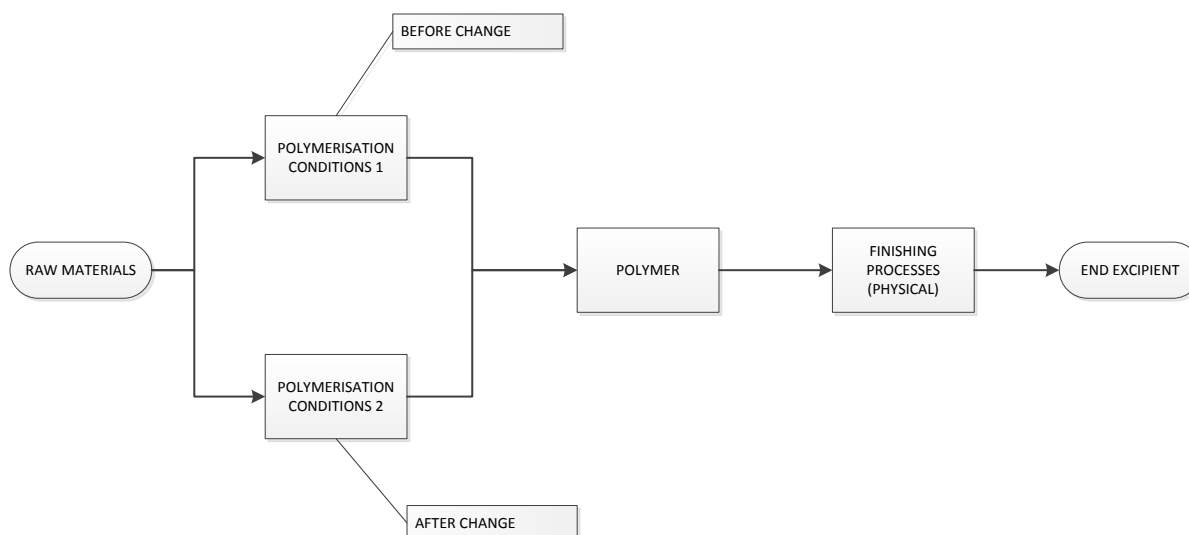 BEFORE CHANGE
POLYMERISATION
CONDITIONS 1
RAW MATERIALS
POLYMER
FINISHING
PROCESSES
(PHYSICAL)
END EXCIPIENT
POLYMERISATION
CONDITIONS 2
AFTER CHANGE